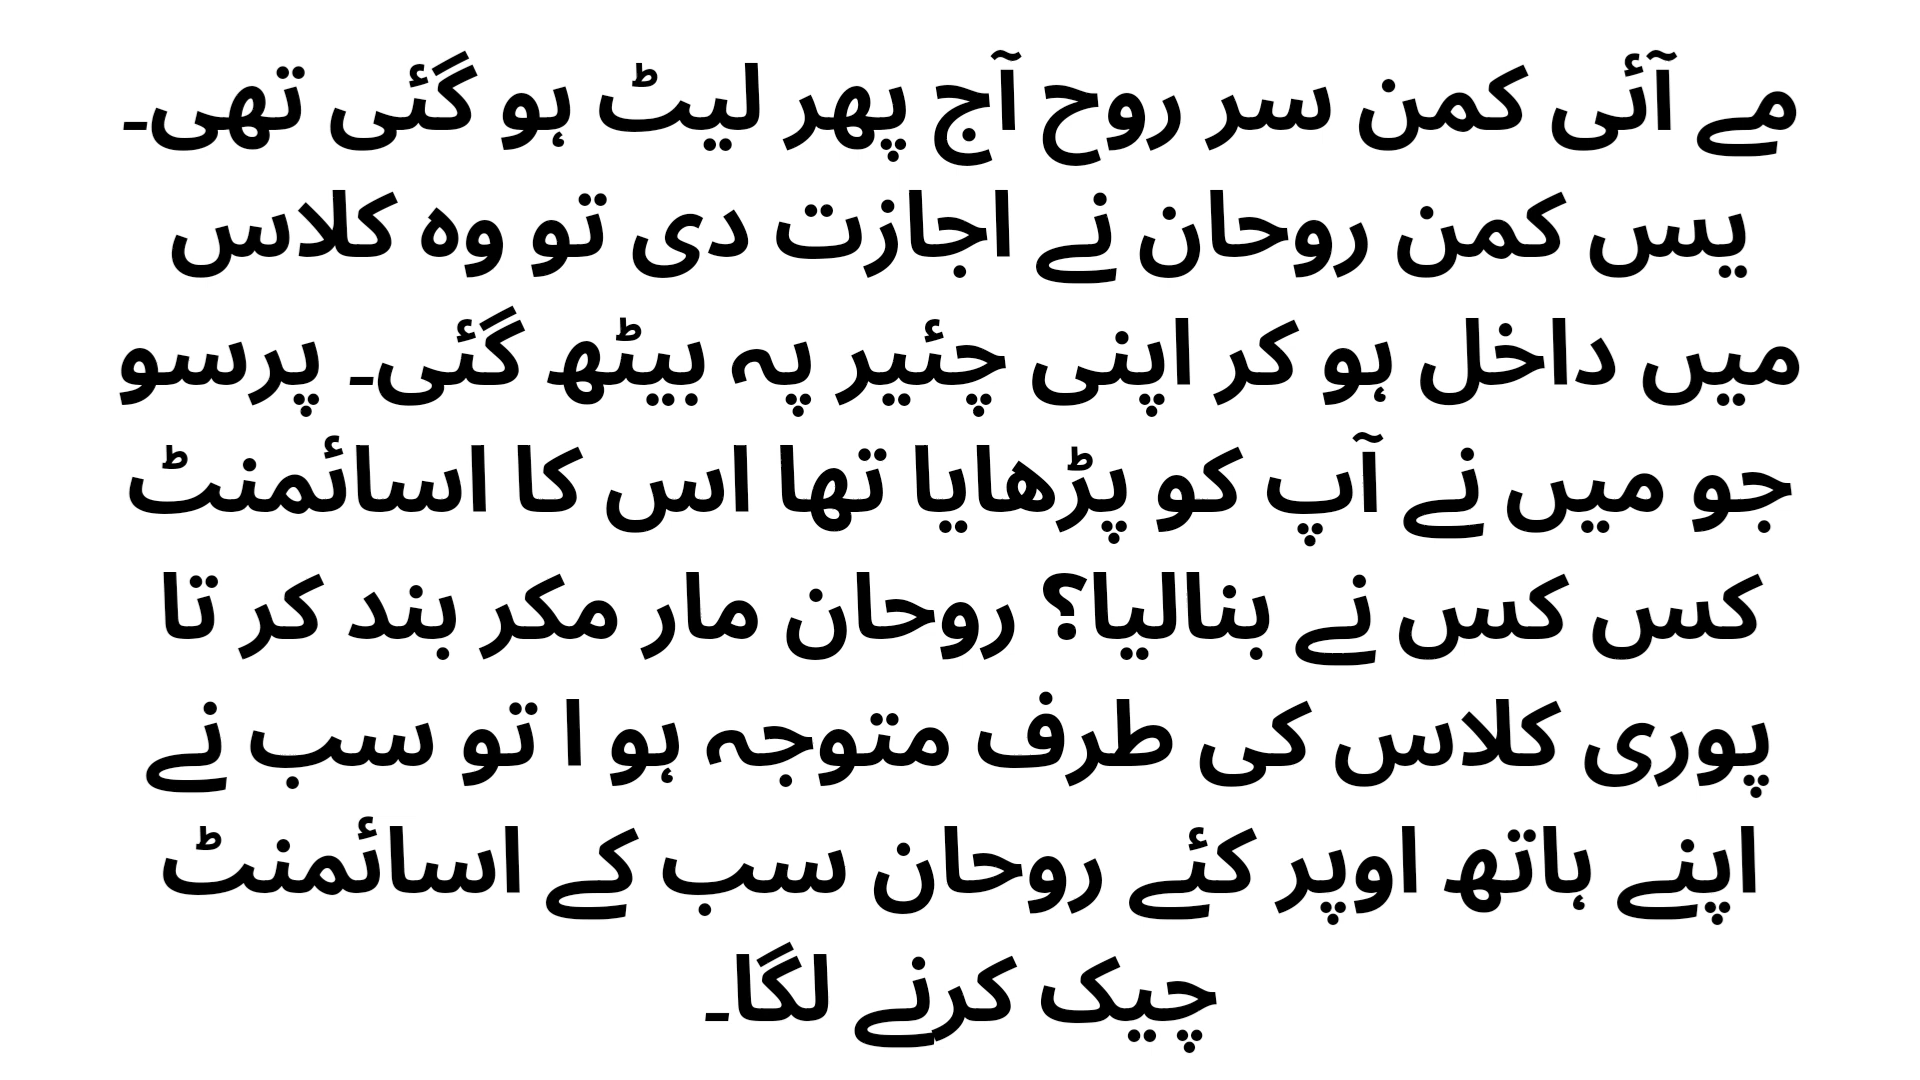 مے آئی کمن سر روح آج پھر لیٹ ہو گئی تھی۔
یس کمن روحان نے اجازت دی تو وہ کلاس
میں داخل ہو کر اپنی چئیر پہ بیٹھ گئی۔ پرسو
جو میں نے آپ کو پڑھایا تھا اس کا اسائمنٹ
کس کس نے بنالیا؟ روحان مار مکر بند کر تا
پوری کلاس کی طرف متوجہ ہو ا تو سب نے
اپنے ہاتھ اوپر کئے روحان سب کے اسائمنٹ
چیک کرنے لگا۔